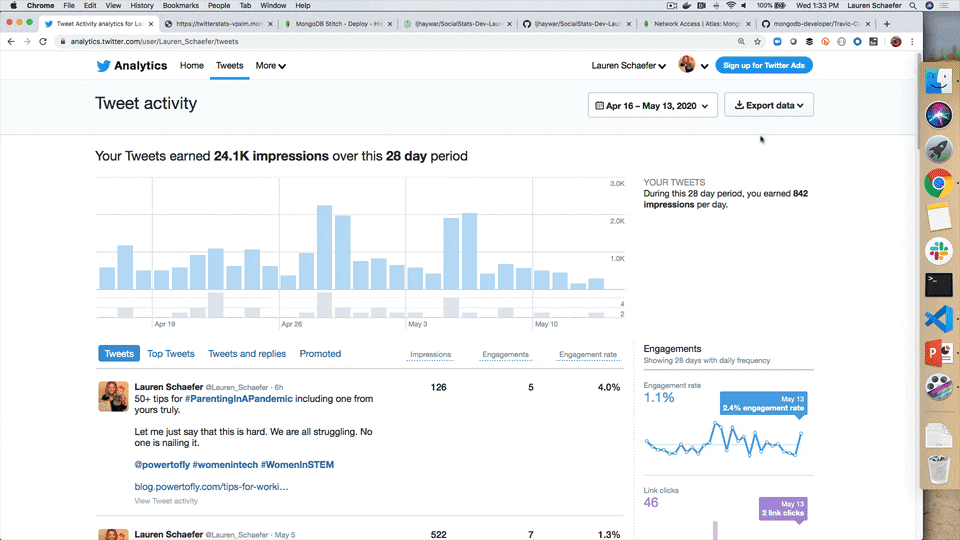 Chrome File Edit View History Bookmarks People Tab Window Help 100% Wed 1:33 PM Lauren Schaefer
Tweet Activity analytics for La https://twitterstats-vpxim.mon MongoDB Stitch - Deploy - His ljhaywar/SocialStats-Dev-Laur ljhaywar/SocialStats-Dev-Laur Network Access | Atlas: Mongo mongodb-developer/Travic-C
analytics.twitter.com/user/Lauren_Schaefer/tweets
Analytics Home Tweets More Lauren Schaefer Sign up for Twitter Ads
Tweet activity
Apr 16 – May 13, 2020 Export data
Your Tweets earned 24.1K impressions over this 28 day period
3.0K
2.0K
1.0K
4
2
Apr 19 Apr 26 May 3 May 10
YOUR TWEETS
During this 28 day period, you earned 842
impressions per day.
Tweets Top Tweets Tweets and replies Promoted Impressions Engagements Engagement rate
Lauren Schaefer @Lauren_Schaefer · 6h 126 5 4.0%
50+ tips for #ParentingInAPandemic including one from
yours truly.
Let me just say that this is hard. We are all struggling. No
one is nailing it.
@powertofly #womenintech #WomenInSTEM
blog.powertofly.com/tips-for-worki…
View Tweet activity
Lauren Schaefer @Lauren_Schaefer · May 5 522 7 1.3%
Engagements
Showing 28 days with daily frequency
Engagement rate
1.1%
May 13
2.4% engagement rate
Link clicks
46
May 13
2 link clicks